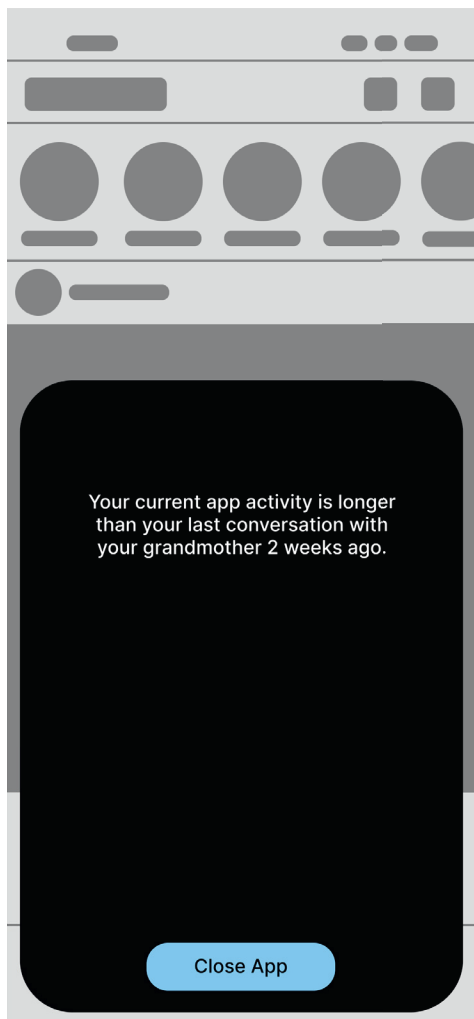 Your current app activity is longer
than your last conversation with
your grandmother 2 weeks ago.
Close App